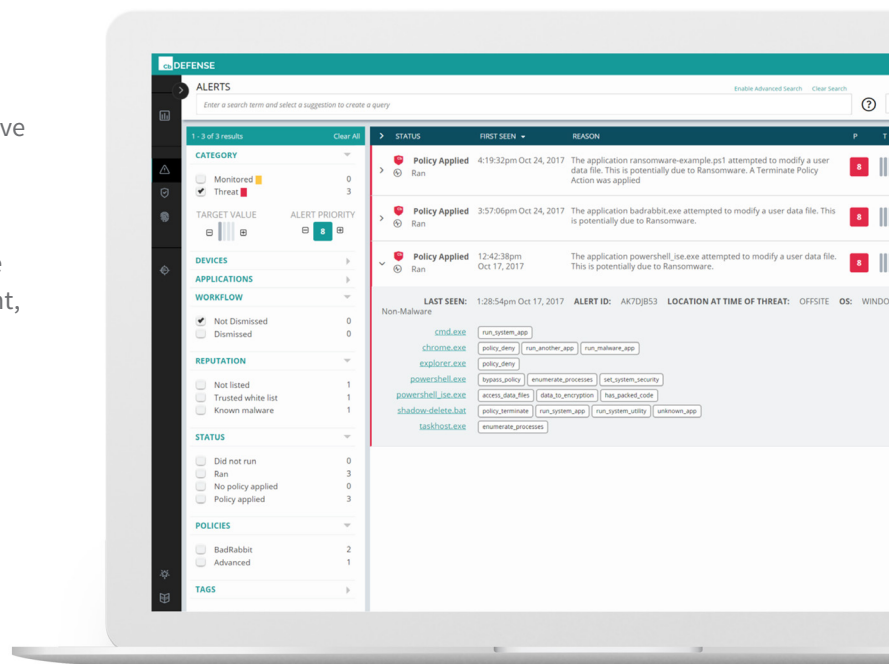 ve
e
t,
Cb DEFENSE
ALERTS
Enable Advanced Search Clear Search
Enter a search term and select a suggestion to create a query
1 - 3 of 3 results Clear All
STATUS FIRST SEEN REASON P T
CATEGORY
Monitored 0
Threat 3
TARGET VALUE ALERT PRIORITY
8
DEVICES
APPLICATIONS
WORKFLOW
Not Dismissed 0
Dismissed 0
REPUTATION
Not listed 1
Trusted white list 1
Known malware 1
STATUS
Did not run 0
Ran 3
No policy applied 0
Policy applied 3
POLICIES
BadRabbit 2
Advanced 1
TAGS
Policy Applied 4:19:32pm Oct 24, 2017 The application ransomware-example.ps1 attempted to modify a user 8
Ran data file. This is potentially due to Ransomware. A Terminate Policy
Action was applied
Policy Applied 3:57:06pm Oct 24, 2017 The application badrabbit.exe attempted to modify a user data file. This 8
Ran is potentially due to Ransomware.
Policy Applied 12:42:38pm The application powershell_ise.exe attempted to modify a user data file. 8
Ran Oct 17, 2017 This is potentially due to Ransomware.
LAST SEEN: 1:28:54pm Oct 17, 2017 ALERT ID: AK7DJB53 LOCATION AT TIME OF THREAT: OFFSITE OS: WINDO
Non-Malware
cmd.exe run_system_app
chrome.exe policy_deny run_another_app run_malware_app
explorer.exe policy_deny
powershell.exe bypass_policy enumerate_processes set_system_security
powershell_ise.exe access_data_files data_to_encryption has_packed_code
shadow-delete.bat policy_terminate run_system_app run_system_utility unknown_app
taskhost.exe enumerate_processes